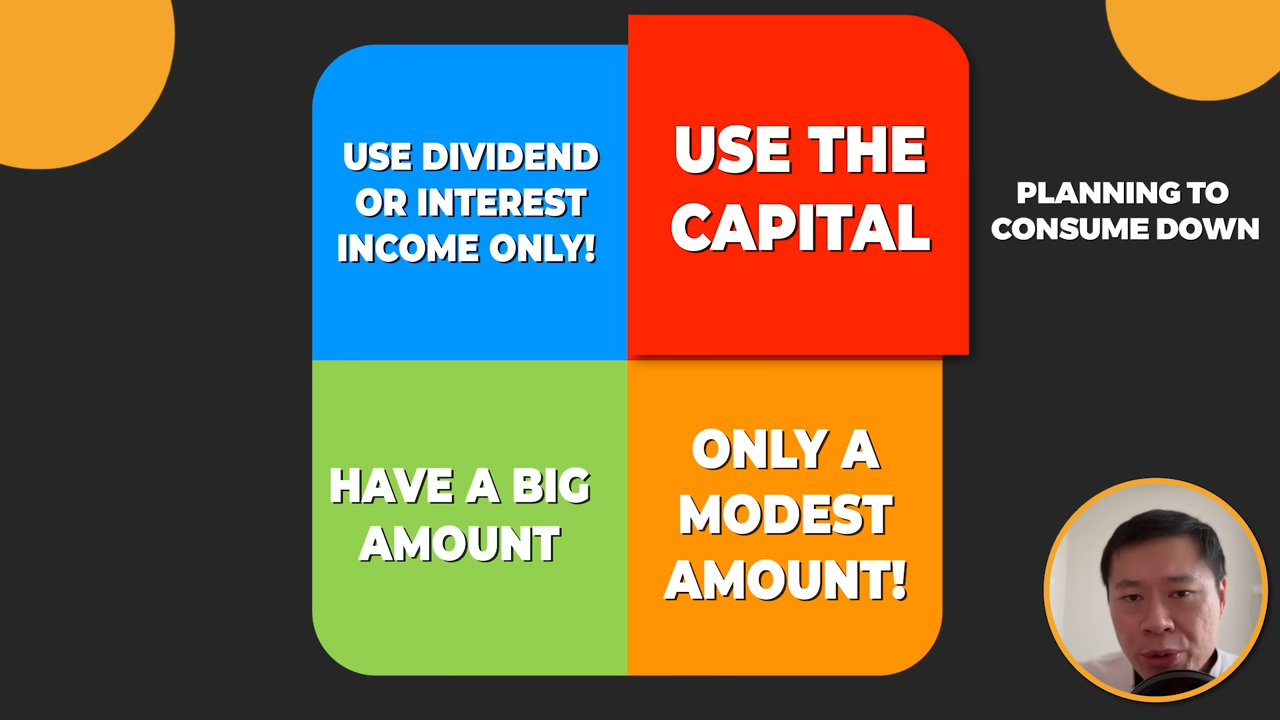 USE DIVIDEND
OR INTEREST
INCOME ONLY!
USE THE
CAPITAL
PLANNING TO
CONSUME DOWN
HAVE A BIG
AMOUNT
ONLY A
MODEST
AMOUNT!